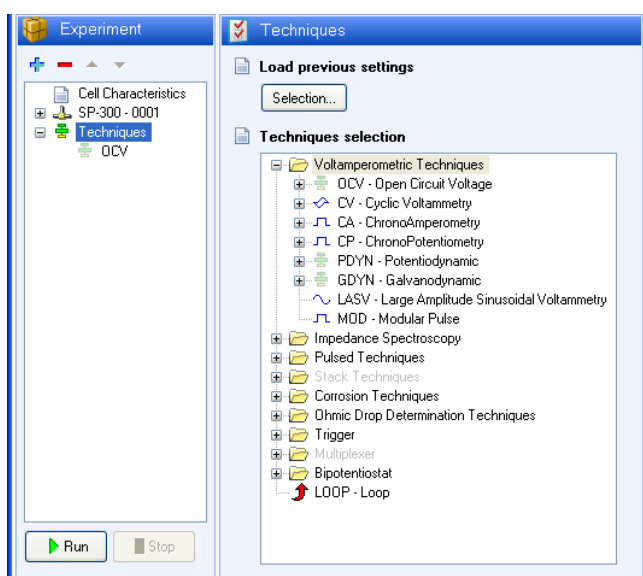 Experiment
Cell Characteristics
SP-300 - 0001
Techniques
OCV
Run
Stop
Techniques
Load previous settings
Selection...
Techniques selection
Voltamperometric Techniques
OCV - Open Circuit Voltage
CV - Cyclic Voltammetry
CA - ChronoAmperometry
CP - ChronoPotentiometry
PDYN - Potentiodynamic
GDYN - Galvanodynamic
LASV - Large Amplitude Sinusoidal Voltammetry
MOD - Modular Pulse
Impedance Spectroscopy
Pulsed Techniques
Stack Techniques
Corrosion Techniques
Ohmic Drop Determination Techniques
Trigger
Multiplexer
Bipotentiostat
LOOP - Loop